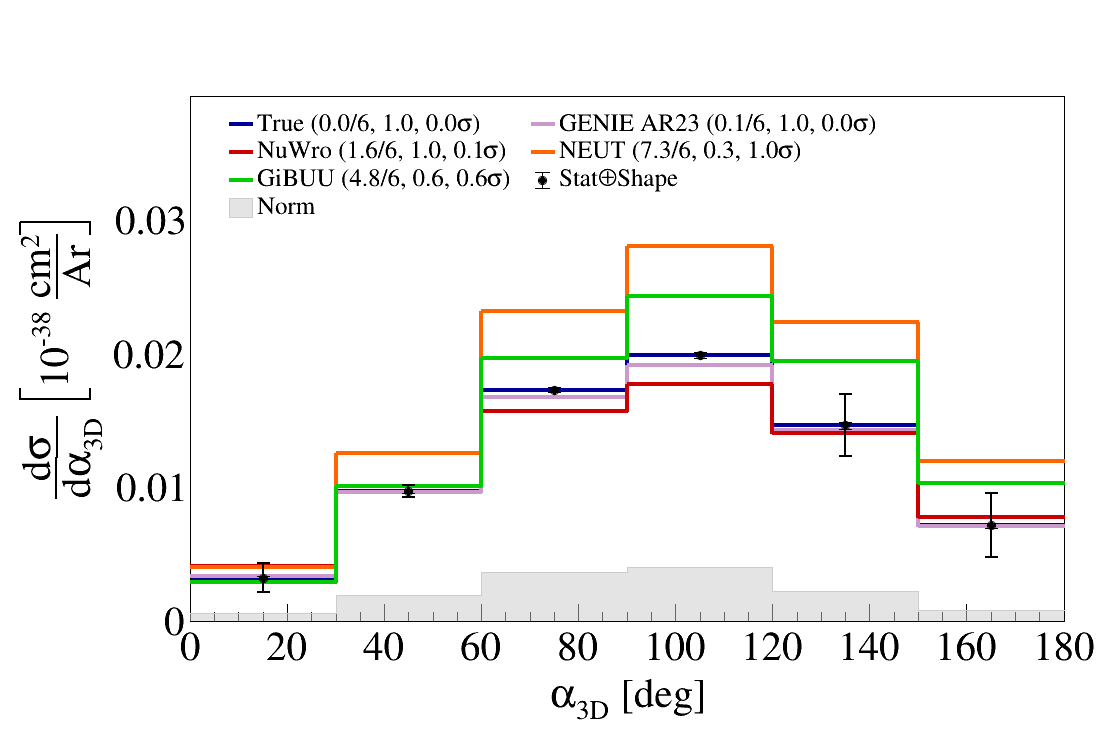 True (0.0/6, 1.0, 0.0σ)
GENIE AR23 (0.1/6, 1.0, 0.0σ)
NuWro (1.6/6, 1.0, 0.1σ)
NEUT (7.3/6, 0.3, 1.0σ)
GiBUU (4.8/6, 0.6, 0.6σ)
Stat⊕Shape
Norm
dσ/dα3D [10^-38 cm^2/Ar]
0.03
0.02
0.01
0
0 20 40 60 80 100 120 140 160 180
α3D [deg]